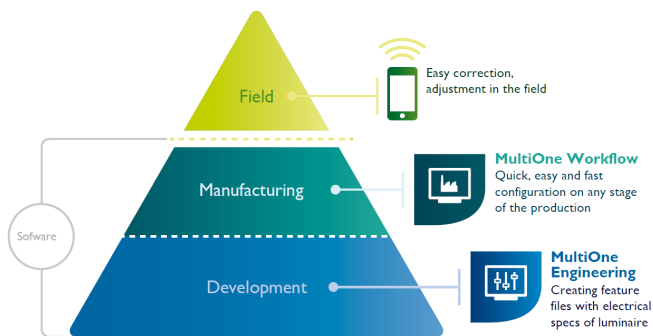 Field
Easy correction,
adjustment in the field
MultiOne Workflow
Quick, easy and fast
configuration on any stage
of the production
Manufacturing
Sofware
MultiOne
Engineering
Creating feature
files with electrical
specs of luminaire
Development